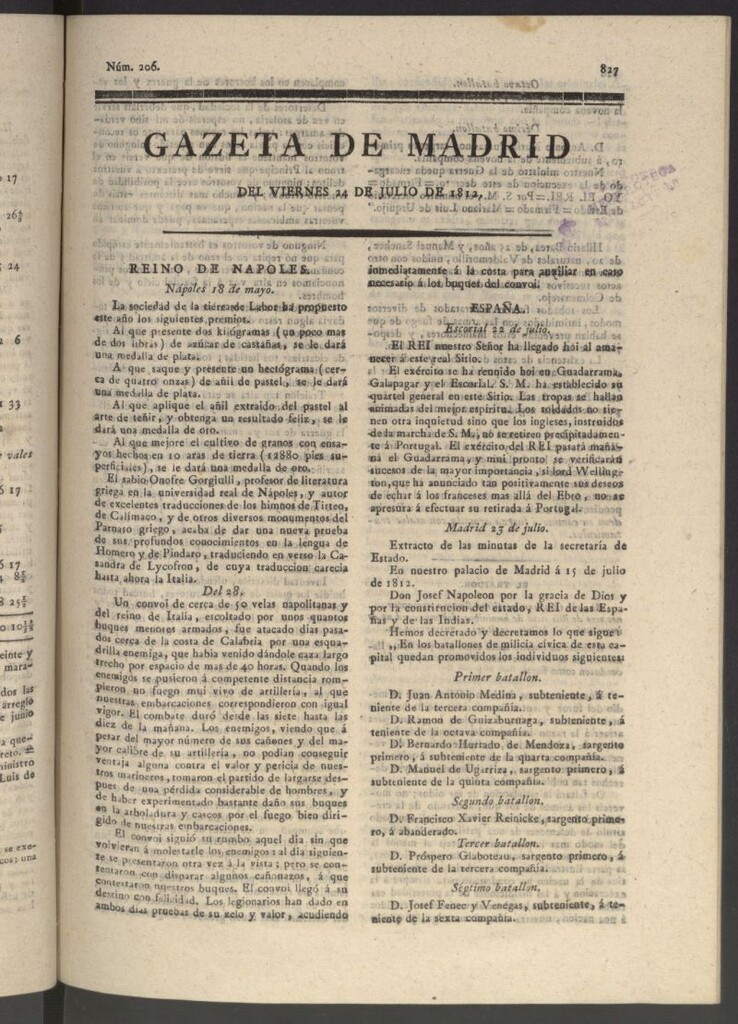 Núm. 206.
827
GAZETA DE MADRID
DEL VIERNES 24 DE JULIO DE 1812.
REINO DE NAPOLES.
Nápoles 18 de mayo.
La sociedad de la tierra de Labor ha propuesto
este año los siguientes premios.
Al que presente dos kilógramas (un poco mas
de dos libras) de azúcar de castañas, se le dará
una medalla de plata.
A que saque y presente un hectógrama (cer-
ca de quatro onzas) de añil de pastel, se le dará
una medalla de plata.
Al que aplique el añil extraido del pastel al
arte de teñir, y obtenga un resultado feliz, se le
dará una medalla de oro.
Al que mejore el cultivo de granos con ensa-
yos hechos en 10 aras de tierra (12880 pies su-
perficiales), se le dará una medalla de oro.
El sabio Onofre Gorgiulli, profesor de literatura
griega en la universidad real de Nápoles, y autor
de excelentes traducciones de los himnos de Tirteo,
de Calímaco, y de otros diversos monumentos del
Parnaso griego, acaba de dar una nueva prueba
de sus profundos conocimientos en la lengua de
Homero y de Píndaro, traduciendo en verso la Ca-
sandra de Lycofron, de cuya traduccion carecia
hasta ahora la Italia.
Del 28.
Un convoi de cerca de 50 velas napolitanas y
del reino de Italia, escoltado por unos quantos
buques menores armados, fue atacado dias pasa-
dos cerca de la costa de Calabria por una esqua-
drilla enemiga, que habia venido dándole caza largo
trecho por espacio de mas de 40 horas. Quando los
enemigos se pusieron á competente distancia rom-
pieron un fuego mui vivo de artillería, al que
nuestras embarcaciones correspondieron con igual
vigor. El combate duró desde las siete hasta las
diez de la mañana. Los enemigos, viendo que á
pesar del mayor número de sus cañones y del ma-
yor calibre de su artillería, no podian conseguir
ventaja alguna contra el valor y pericia de nues-
tros marineros, tomaron el partido de largarse des-
pues de una pérdida considerable de hombres, y
de haber experimentado bastante daño sus buques
en la arboladura y cascos por el fuego bien diri-
gido de nuestras embarcaciones.
El convoi siguió su rumbo aquel dia sin que
volvieran á molestarle los enemigos: al dia siguien-
te se presentaron otra vez á la vista; pero se con-
tentaron con disparar algunos cañonazos, á que
contestaron nuestros buques. El convoi llegó á su
destino con felicidad. Los legionarios han dado en
ambos dias pruebas de su zelo y valor, acudiendo
inmediatamente á la costa para auxiliar en caso
necesario á los buques del convoi.
ESPAÑA.
Escorial 22 de julio.
El REI nuestro Señor ha llegado hoi al ama-
necer á este real Sitio.
El exército se ha reunido hoi en Guadarrama,
Galapagar y el Escorial. S. M. ha establecido su
quartel general en este Sitio. Las tropas se hallan
animadas del mejor espíritu. Los soldados no tie-
nen otra inquietud sino que los ingleses, instruidos
de la marcha de S. M., no se retiren precipitadamen-
te á Portugal. El exército del REI pasará maña-
na el Guadarrama, y mui pronto se verificarán
sucesos de la mayor importancia, si lord Welling-
ton, que ha anunciado tan positivamente sus deseos
de echar á los franceses mas allá del Ebro, no se
apresura á efectuar su retirada á Portugal.
Madrid 23 de julio.
Extracto de las minutas de la secretaría de
Estado.
En nuestro palacio de Madrid á 15 de julio
de 1812.
Don Josef Napoleon por la gracia de Dios y
por la constitucion del estado, REI de las Espa-
ñas y de las Indias.
Hemos decretado y decretamos lo que sigue:
„ En los batallones de milicia cívica de esta ca-
pital quedan promovidos los individuos siguientes:
Primer batallon.
D. Juan Antonio Medina, subteniente, á te-
niente de la tercera compañía.
D. Ramon de Guizaburuaga, subteniente, á
teniente de la octava compañía.
D. Bernardo Hurtado de Mendoza, sargento
primero, á subteniente de la quarta compañía.
D. Manuel de Ugarriza, sargento primero, á
subteniente de la quinta compañía.
Segundo batallon.
D. Francisco Xavier Reinicke, sargento prime-
ro, á abanderado.
Tercer batallon.
D. Próspero Giaboteau, sargento primero, á
subteniente de la tercera compañía.
Séptimo batallon.
D. Josef Fenec y Venegas, subteniente, á te-
niente de la sexta compañía.